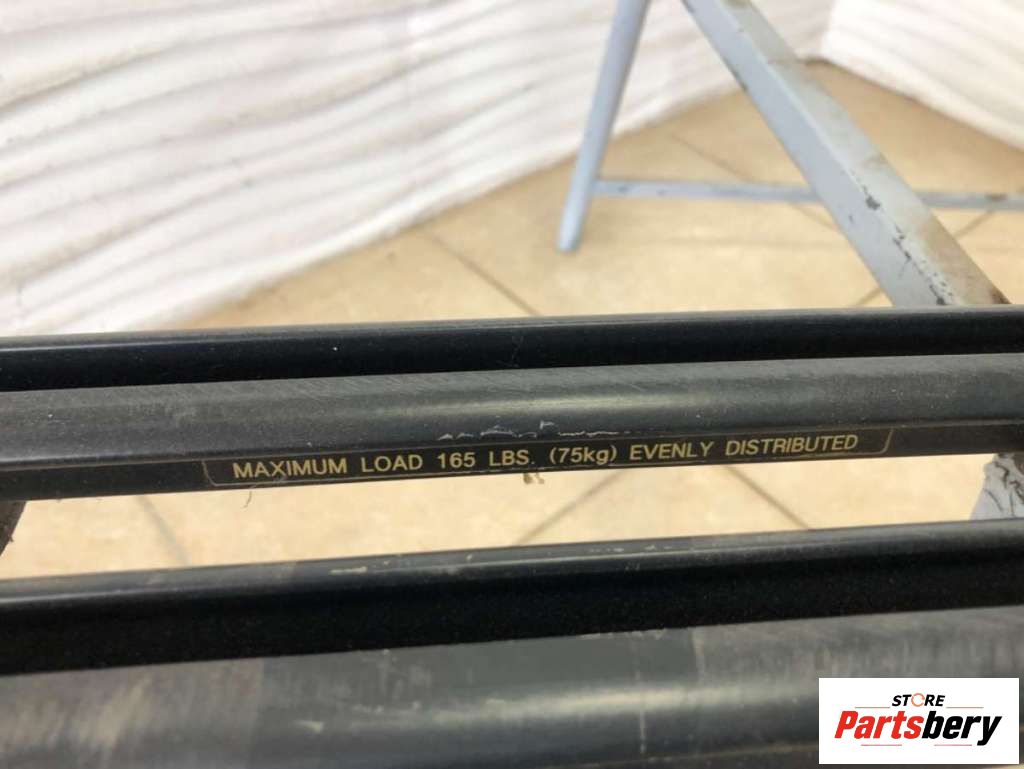 MAXIMUM LOAD 165 LBS. (75kg) EVENLY DISTRIBUTED
STORE
Partsbery